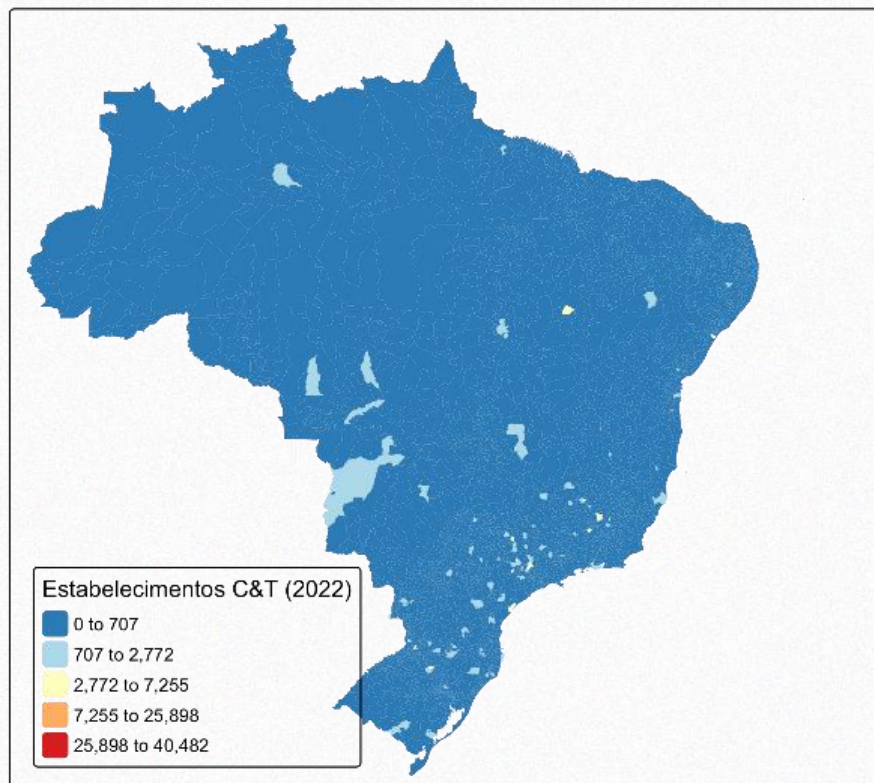 Estabelecimentos C&T (2022)
0 to 707
707 to 2,772
2,772 to 7,255
7,255 to 25,898
25,898 to 40,482